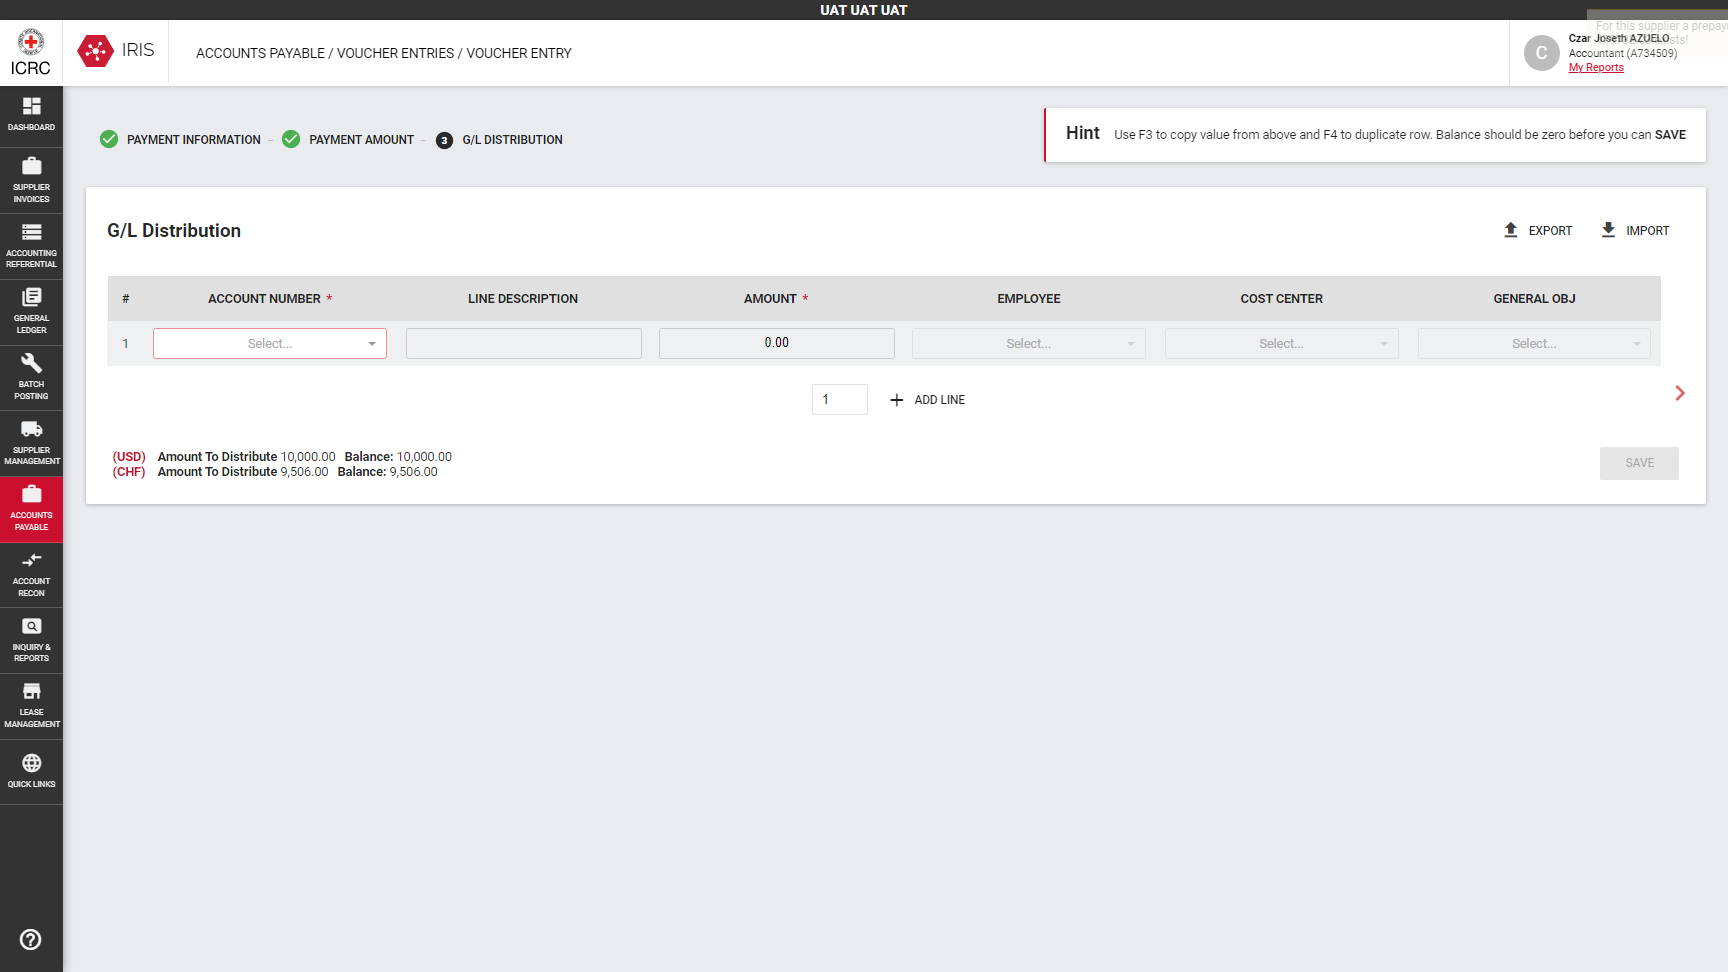 UAT UAT UAT
ICRC
IRIS
ACCOUNTS PAYABLE / VOUCHER ENTRIES / VOUCHER ENTRY
For this supplier a prepay
C
Czar Joseth AZUELO
Accountant (A734509)
My Reports
DASHBOARD
SUPPLIER
INVOICES
ACCOUNTING
REFERENTIAL
GENERAL
LEDGER
BATCH
POSTING
SUPPLIER
MANAGEMENT
ACCOUNTS
PAYABLE
ACCOUNT
RECON
INQUIRY &
REPORTS
LEASE
MANAGEMENT
QUICK LINKS
PAYMENT INFORMATION - PAYMENT AMOUNT - 3 G/L DISTRIBUTION
Hint Use F3 to copy value from above and F4 to duplicate row. Balance should be zero before you can SAVE
G/L Distribution
EXPORT IMPORT
# ACCOUNT NUMBER * LINE DESCRIPTION AMOUNT * EMPLOYEE COST CENTER GENERAL OBJ
1 Select... 0.00 Select... Select... Select...
1 + ADD LINE
(USD) Amount To Distribute 10,000.00 Balance: 10,000.00
(CHF) Amount To Distribute 9,506.00 Balance: 9,506.00
SAVE